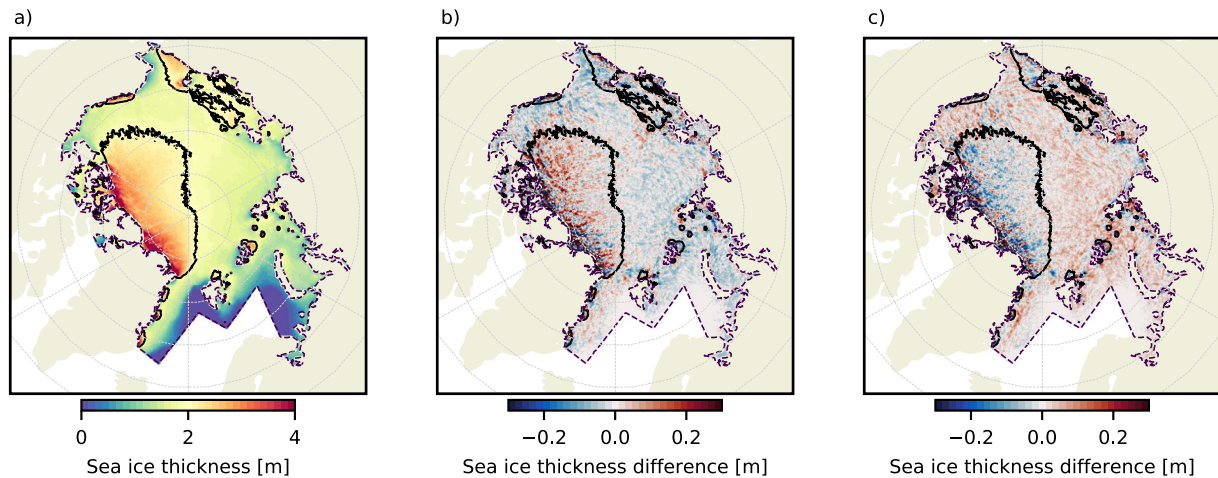 a)
b)
c)
0 2 4
Sea ice thickness [m]
−0.2 0.0 0.2
Sea ice thickness difference [m]
−0.2 0.0 0.2
Sea ice thickness difference [m]